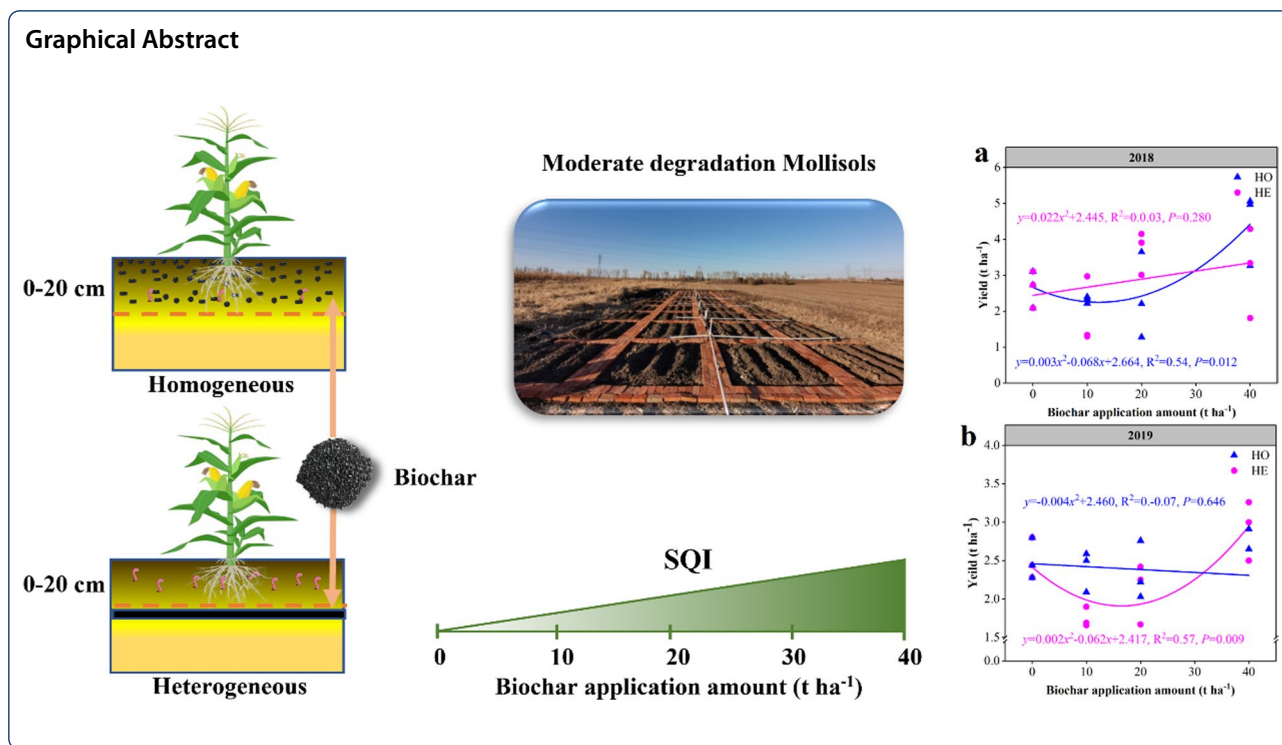 Graphical Abstract
0-20 cm
Homogeneous
Biochar
0-20 cm
Heterogeneous
Moderate degradation Mollisols
SQI
0 10 20 30 40
Biochar application amount (t ha⁻¹)
a
2018
HO
HE
y=0.022x²+2.445, R²=0.0.03, P=0.280
y=0.003x²-0.068x+2.664, R²=0.54, P=0.012
Yield (t ha⁻¹)
6
5
4
3
2
1
0
0 10 20 30 40
Biochar application amount (t ha⁻¹)
b
2019
HO
HE
y=-0.004x²+2.460, R²=0.-0.07, P=0.646
y=0.002x²-0.062x+2.417, R²=0.57, P=0.009
Yeild (t ha⁻¹)
4.0
3.5
3.0
2.5
2.0
1.5
0.0
0 10 20 30 40
Biochar application amount (t ha⁻¹)